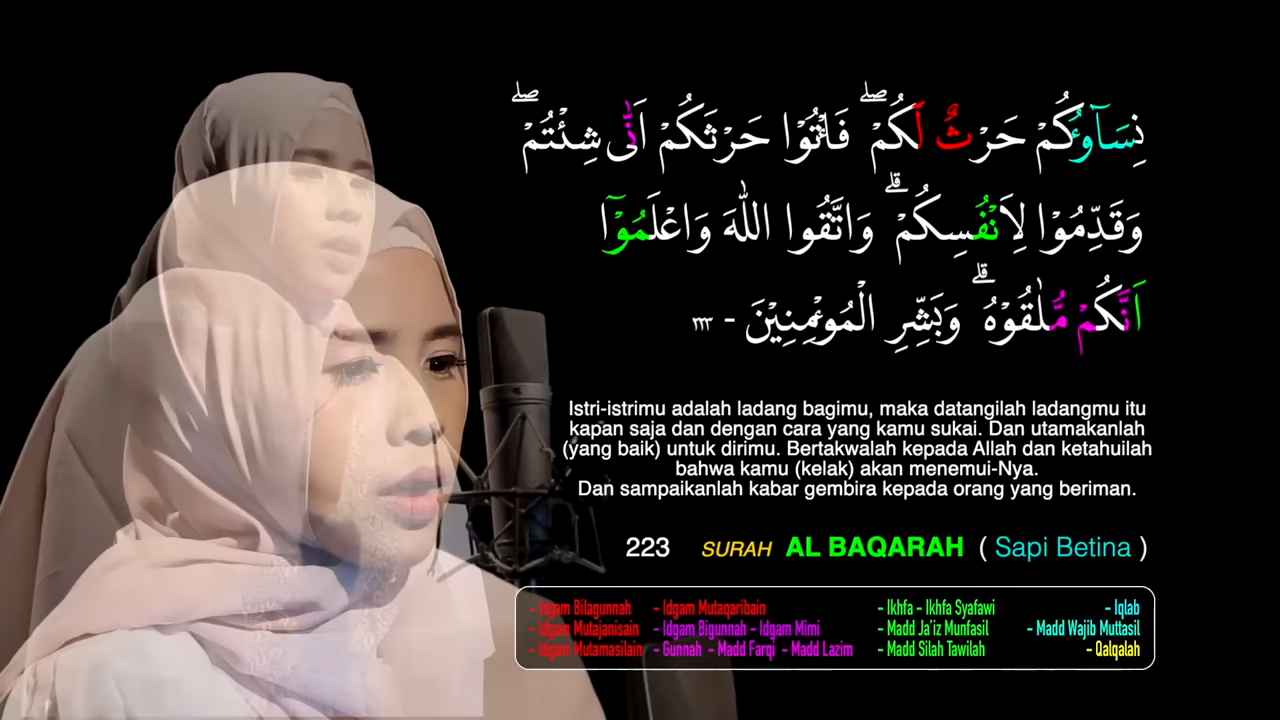 نِسَآؤُكُمْ حَرْثٌ لَّكُمْ ۖ فَأْتُوْا حَرْثَكُمْ اَنّٰى شِئْتُمْ ۖ
وَقَدِّمُوْا لِاَنْفُسِكُمْ ۗ وَاتَّقُوا اللّٰهَ وَاعْلَمُوْٓا
اَنَّكُمْ مُّلٰقُوْهُ ۗ وَبَشِّرِ الْمُؤْمِنِيْنَ - ٢٢٣
Istri-istrimu adalah ladang bagimu, maka datangilah ladangmu itu
kapan saja dan dengan cara yang kamu sukai. Dan utamakanlah
(yang baik) untuk dirimu. Bertakwalah kepada Allah dan ketahuilah
bahwa kamu (kelak) akan menemui-Nya.
Dan sampaikanlah kabar gembira kepada orang yang beriman.
223 SURAH AL BAQARAH ( Sapi Betina )
- Idgam Bilagunnah - Idgam Mutaqaribain - Ikhfa - Ikhfa Syafawi - Iqlab
- Idgam Mutajanisain - Idgam Bigunnah - Idgam Mimi - Madd Ja'iz Munfasil - Madd Wajib Muttasil
- Idgam Mutamasilain - Gunnah - Madd Farqi - Madd Lazim - Madd Silah Tawilah - Qalqalah